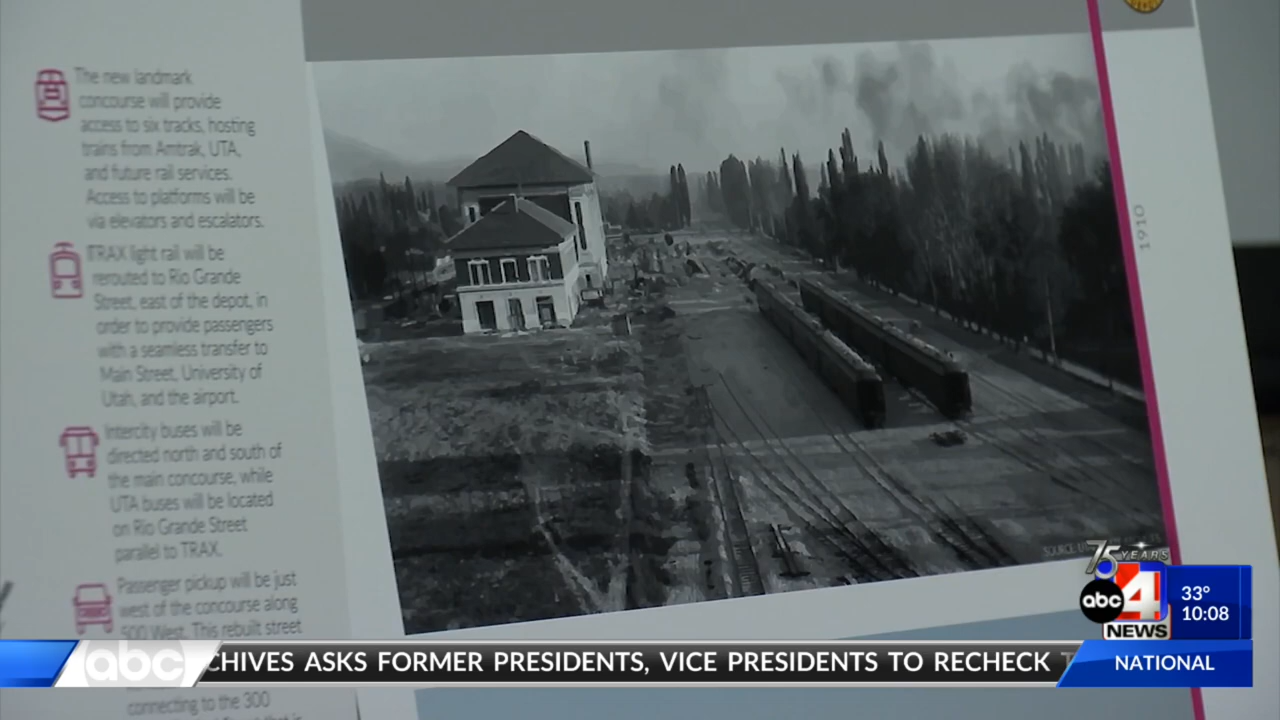 The new landmark
concourse will provide
access to six tracks, hosting
trains from Amtrak, UTA,
and future rail services.
Access to platforms will be
via elevators and escalators.
TRAX light rail will be
rerouted to Rio Grande
Street, east of the depot, in
order to provide passengers
with a seamless transfer to
Main Street, University of
Utah, and the airport.
Intercity buses will be
directed north and south of
the main concourse, while
UTA buses will be located
on Rio Grande Street
parallel to TRAX.
Passenger pickup will be just
west of the concourse along
500 West. This rebuilt street
connecting to the 300
1910
SOURCE
75 YEARS
abc 4
NEWS
33°
10:08
abc
CHIVES ASKS FORMER PRESIDENTS, VICE PRESIDENTS TO RECHECK
NATIONAL